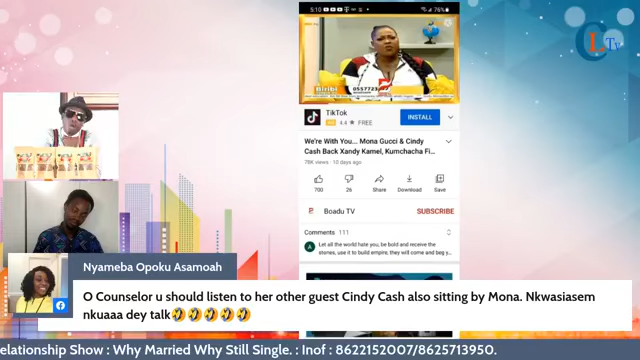 5:10
76%
Biribi
0557723
TikTok
INSTALL
AD 4.4 ★ FREE
We're With You... Mona Gucci & Cindy
Cash Back Xandy Kamel, Kumchacha Fi...
78K views · 10 days ago
700
26
Share
Download
Save
Boadu TV
SUBSCRIBE
Comments 111
A
Let all the world hate you, be bold and receive the
stones, use it to build empire, they will come and beg y...
CLTv
Nyameba Opoku Asamoah
O Counselor u should listen to her other guest Cindy Cash also sitting by Mona. Nkwasiasem
nkuaaa dey talk🤣🤣🤣🤣🤣
elationship Show : Why Married Why Still Single. : Inof : 8622152007/8625713950.